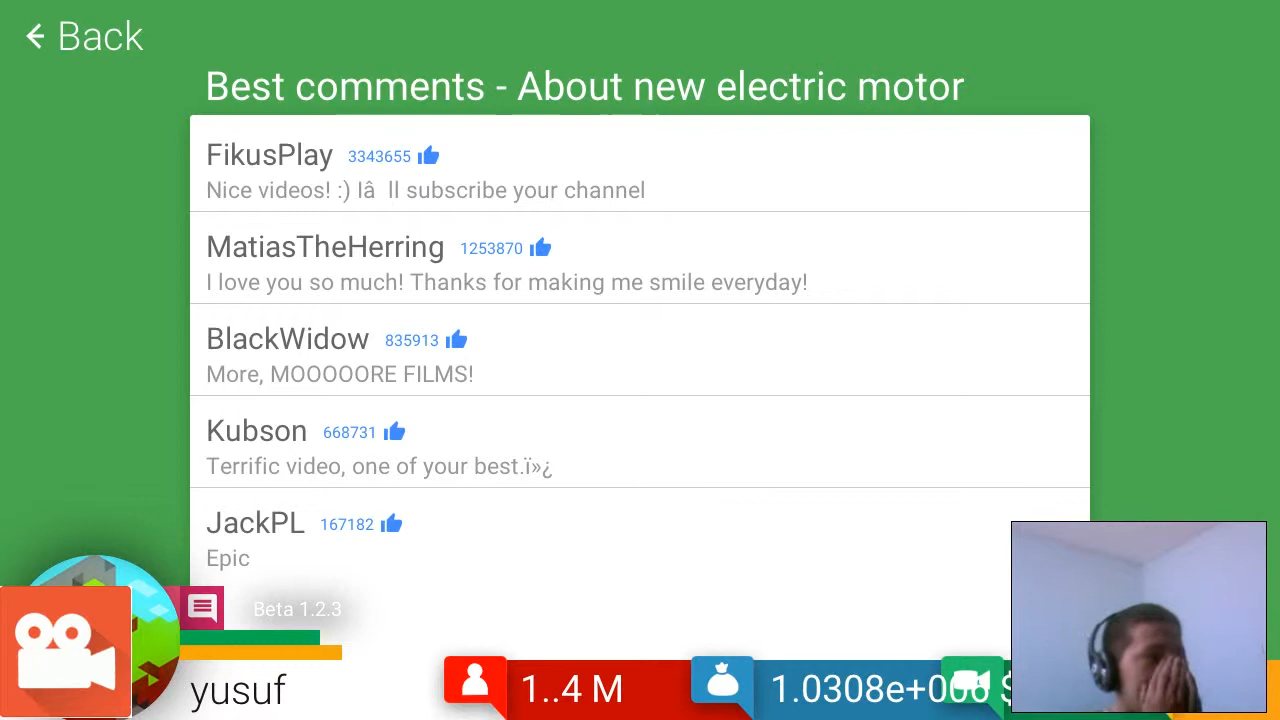 Back
Best comments - About new electric motor
FikusPlay 3343655
Nice videos! :) Iâ ll subscribe your channel
MatiasTheHerring 1253870
I love you so much! Thanks for making me smile everyday!
BlackWidow 835913
More, MOOOOORE FILMS!
Kubson 668731
Terrific video, one of your best.ï»¿
JackPL 167182
Epic
Beta 1.2.3
yusuf
1..4 M
1.0308e+006 $